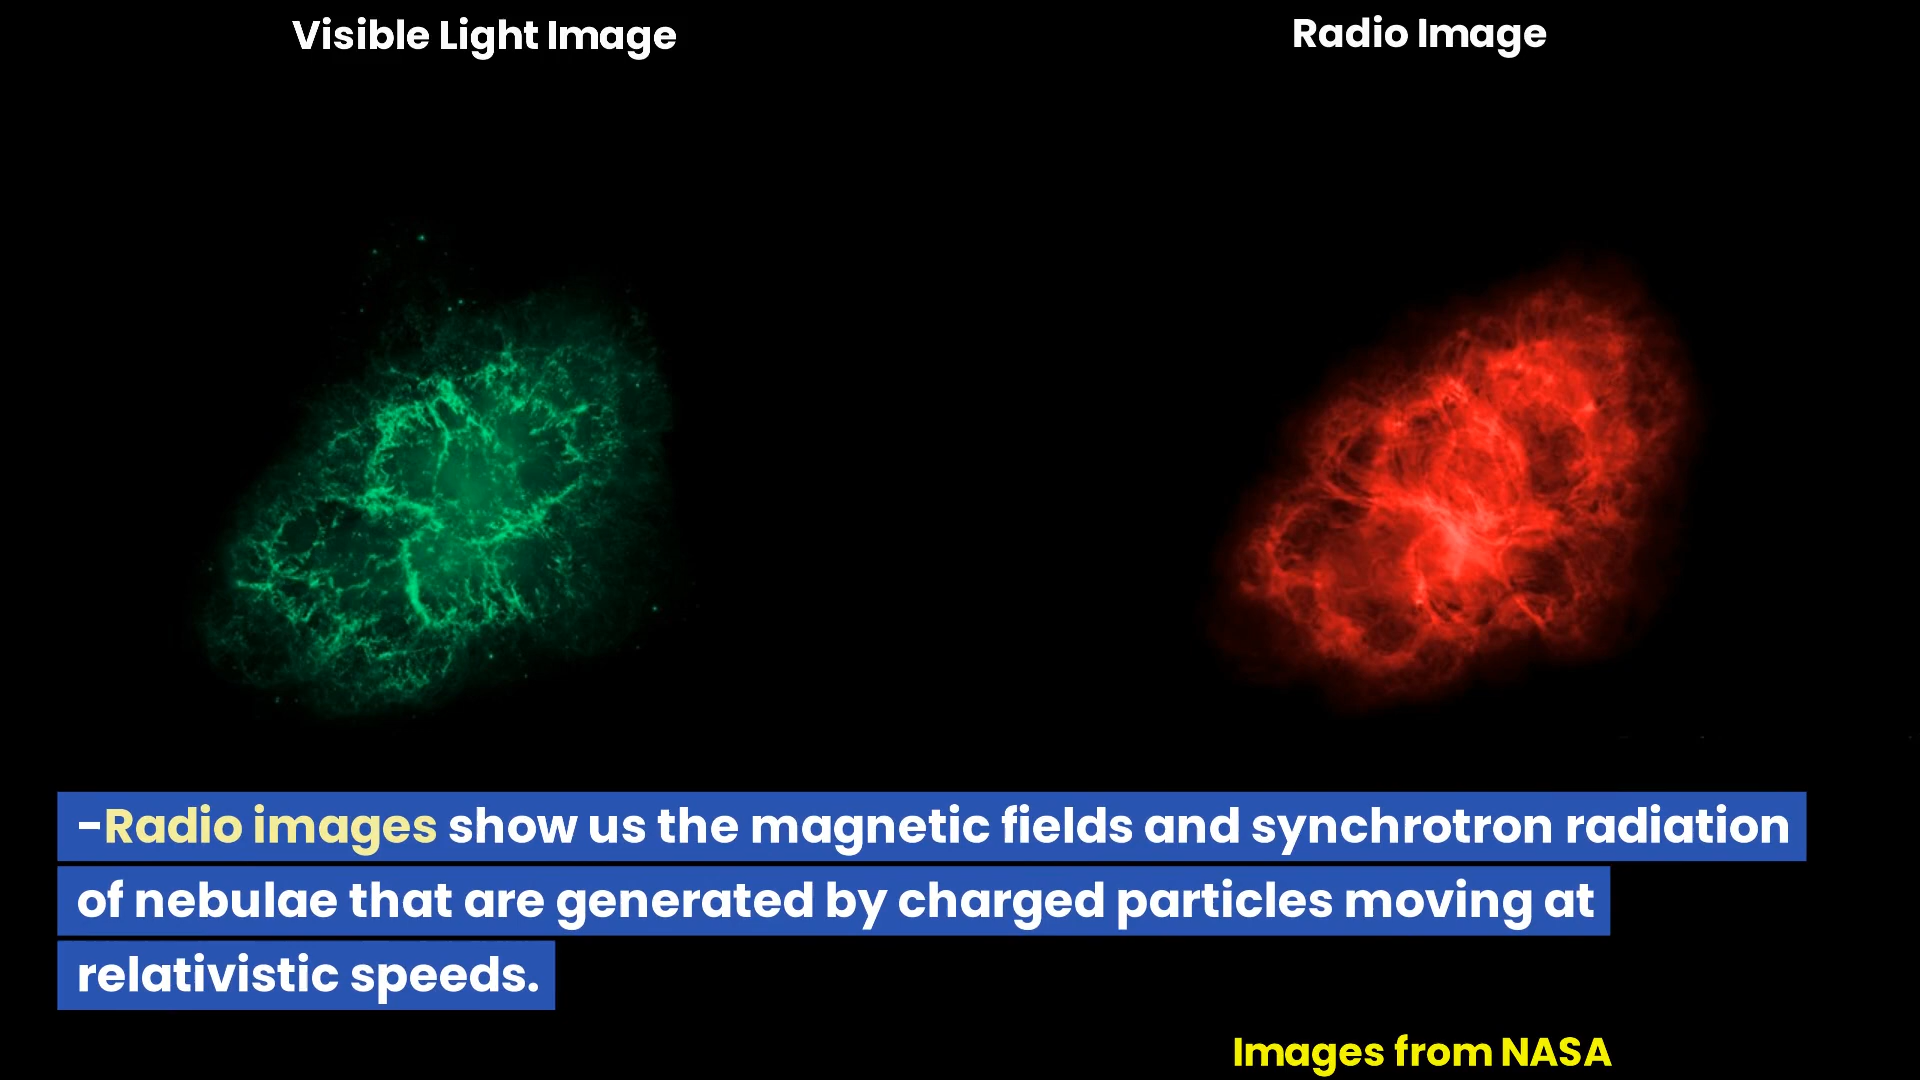 Visible Light Image
Radio Image
-Radio images show us the magnetic fields and synchrotron radiation
of nebulae that are generated by charged particles moving at
relativistic speeds.
Images from NASA